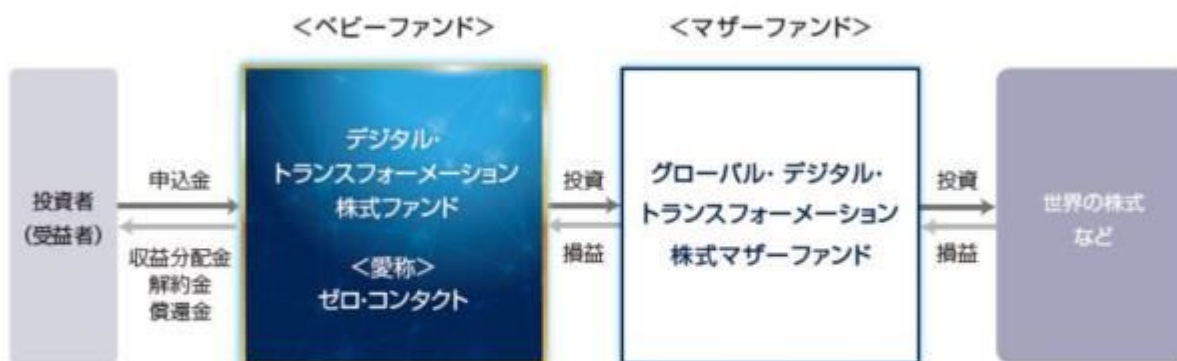 ＜ベビーファンド＞
＜マザーファンド＞
投資者
（受益者）
申込金
収益分配金
解約金
償還金
デジタル・
トランスフォーメーション
株式ファンド
＜愛称＞
ゼロ・コンタクト
投資
損益
グローバル・デジタル・
トランスフォーメーション
株式マザーファンド
投資
損益
世界の株式
など